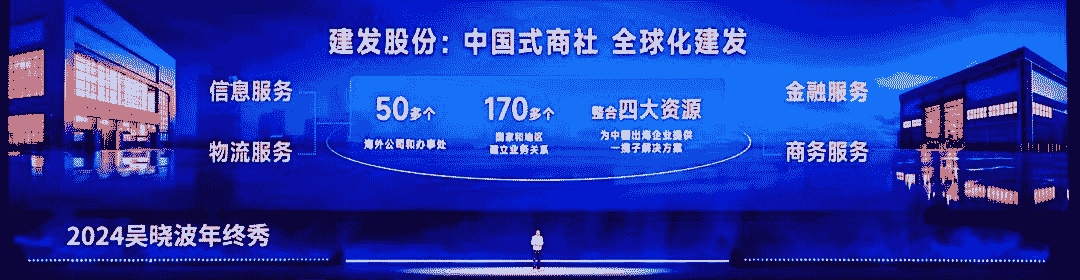 建发股份：中国式商社 全球化建发
信息服务
物流服务
50多个
海外公司和办事处
170多个
国家和地区
建立业务关系
整合四大资源
为中国出海企业提供
一揽子解决方案
金融服务
商务服务
2024吴晓波年终秀